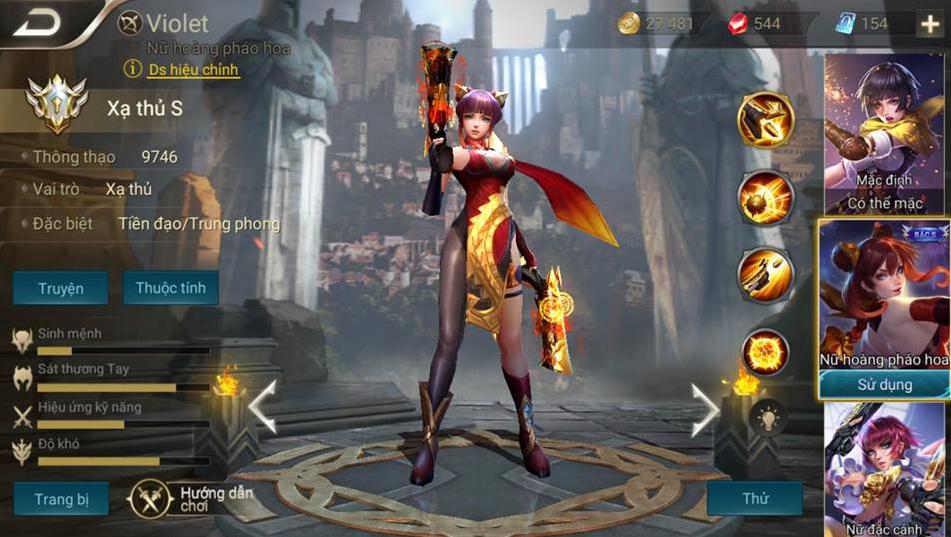 Violet
Nữ hoàng pháo hoa
Ds hiệu chỉnh
27 481
544
154
Xạ thủ S
Thông thạo 9746
Vai trò Xạ thủ
Đặc biệt Tiền đạo/Trung phong
Truyện
Thuộc tính
Sinh mệnh
Sát thương Tay
Hiệu ứng kỹ năng
Độ khó
Trang bị
Hướng dẫn
chơi
Thử
Mặc định
Có thể mặc
BẬC S
Nữ hoàng pháo hoa
Sử dụng
Nữ đặc cảnh